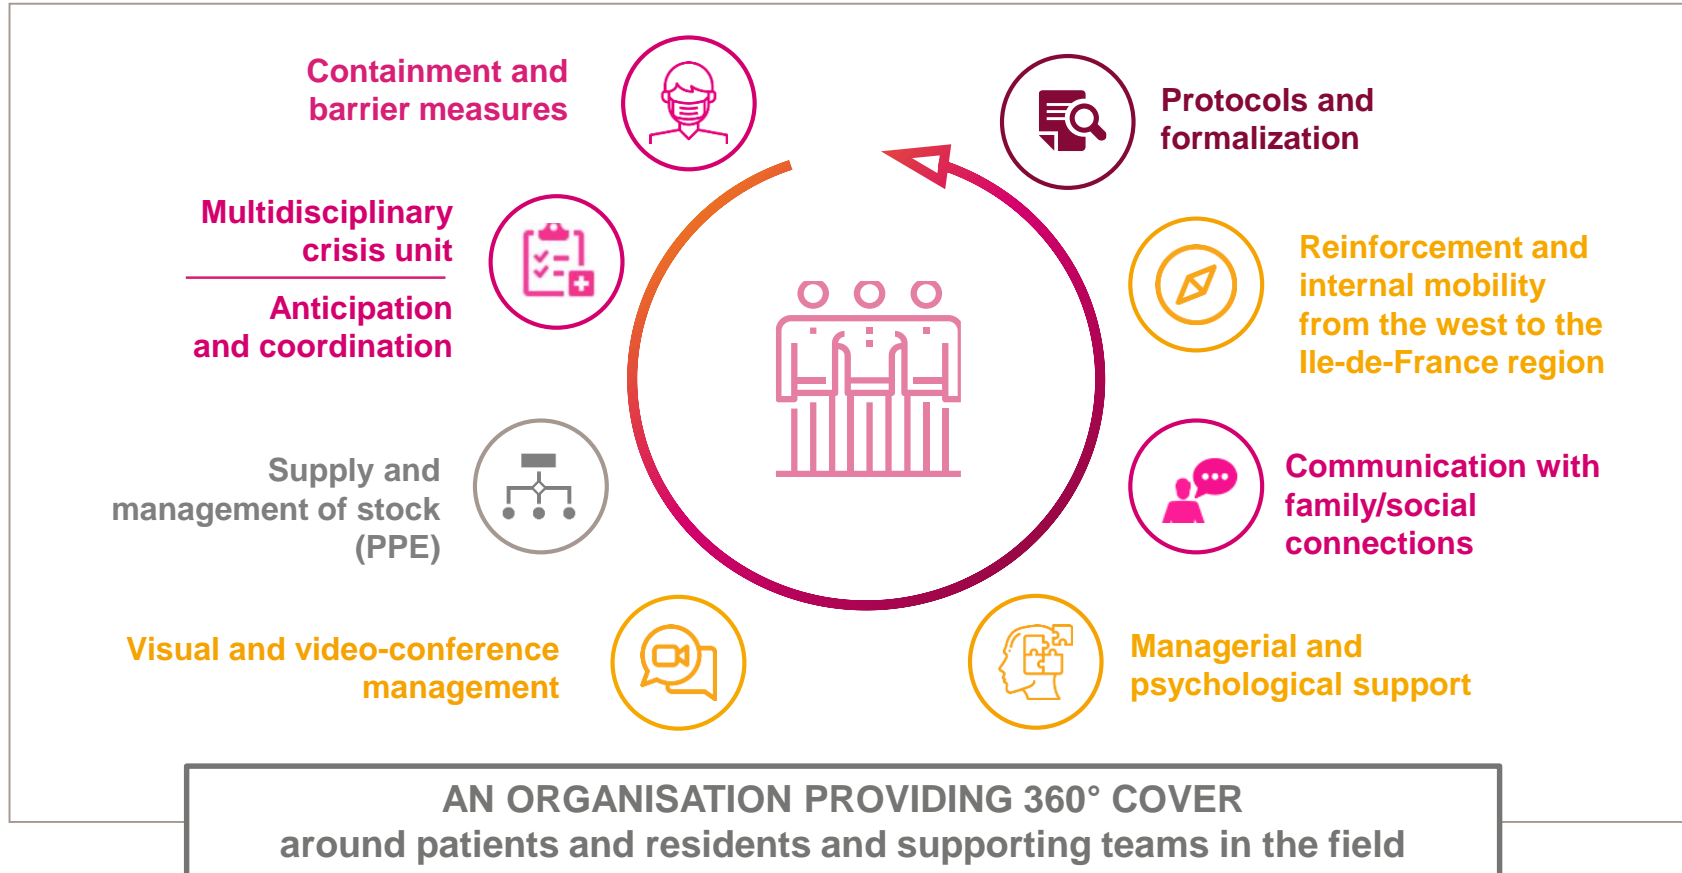 Containment and
barrier measures
Multidisciplinary
crisis unit
Anticipation
and coordination
Supply and
management of stock
(PPE)
Visual and video-conference
management
Protocols and
formalization
Reinforcement and
internal mobility
from the west to the
Ile-de-France region
Communication with
family/social
connections
Managerial and
psychological support
AN ORGANISATION PROVIDING 360° COVER
around patients and residents and supporting teams in the field